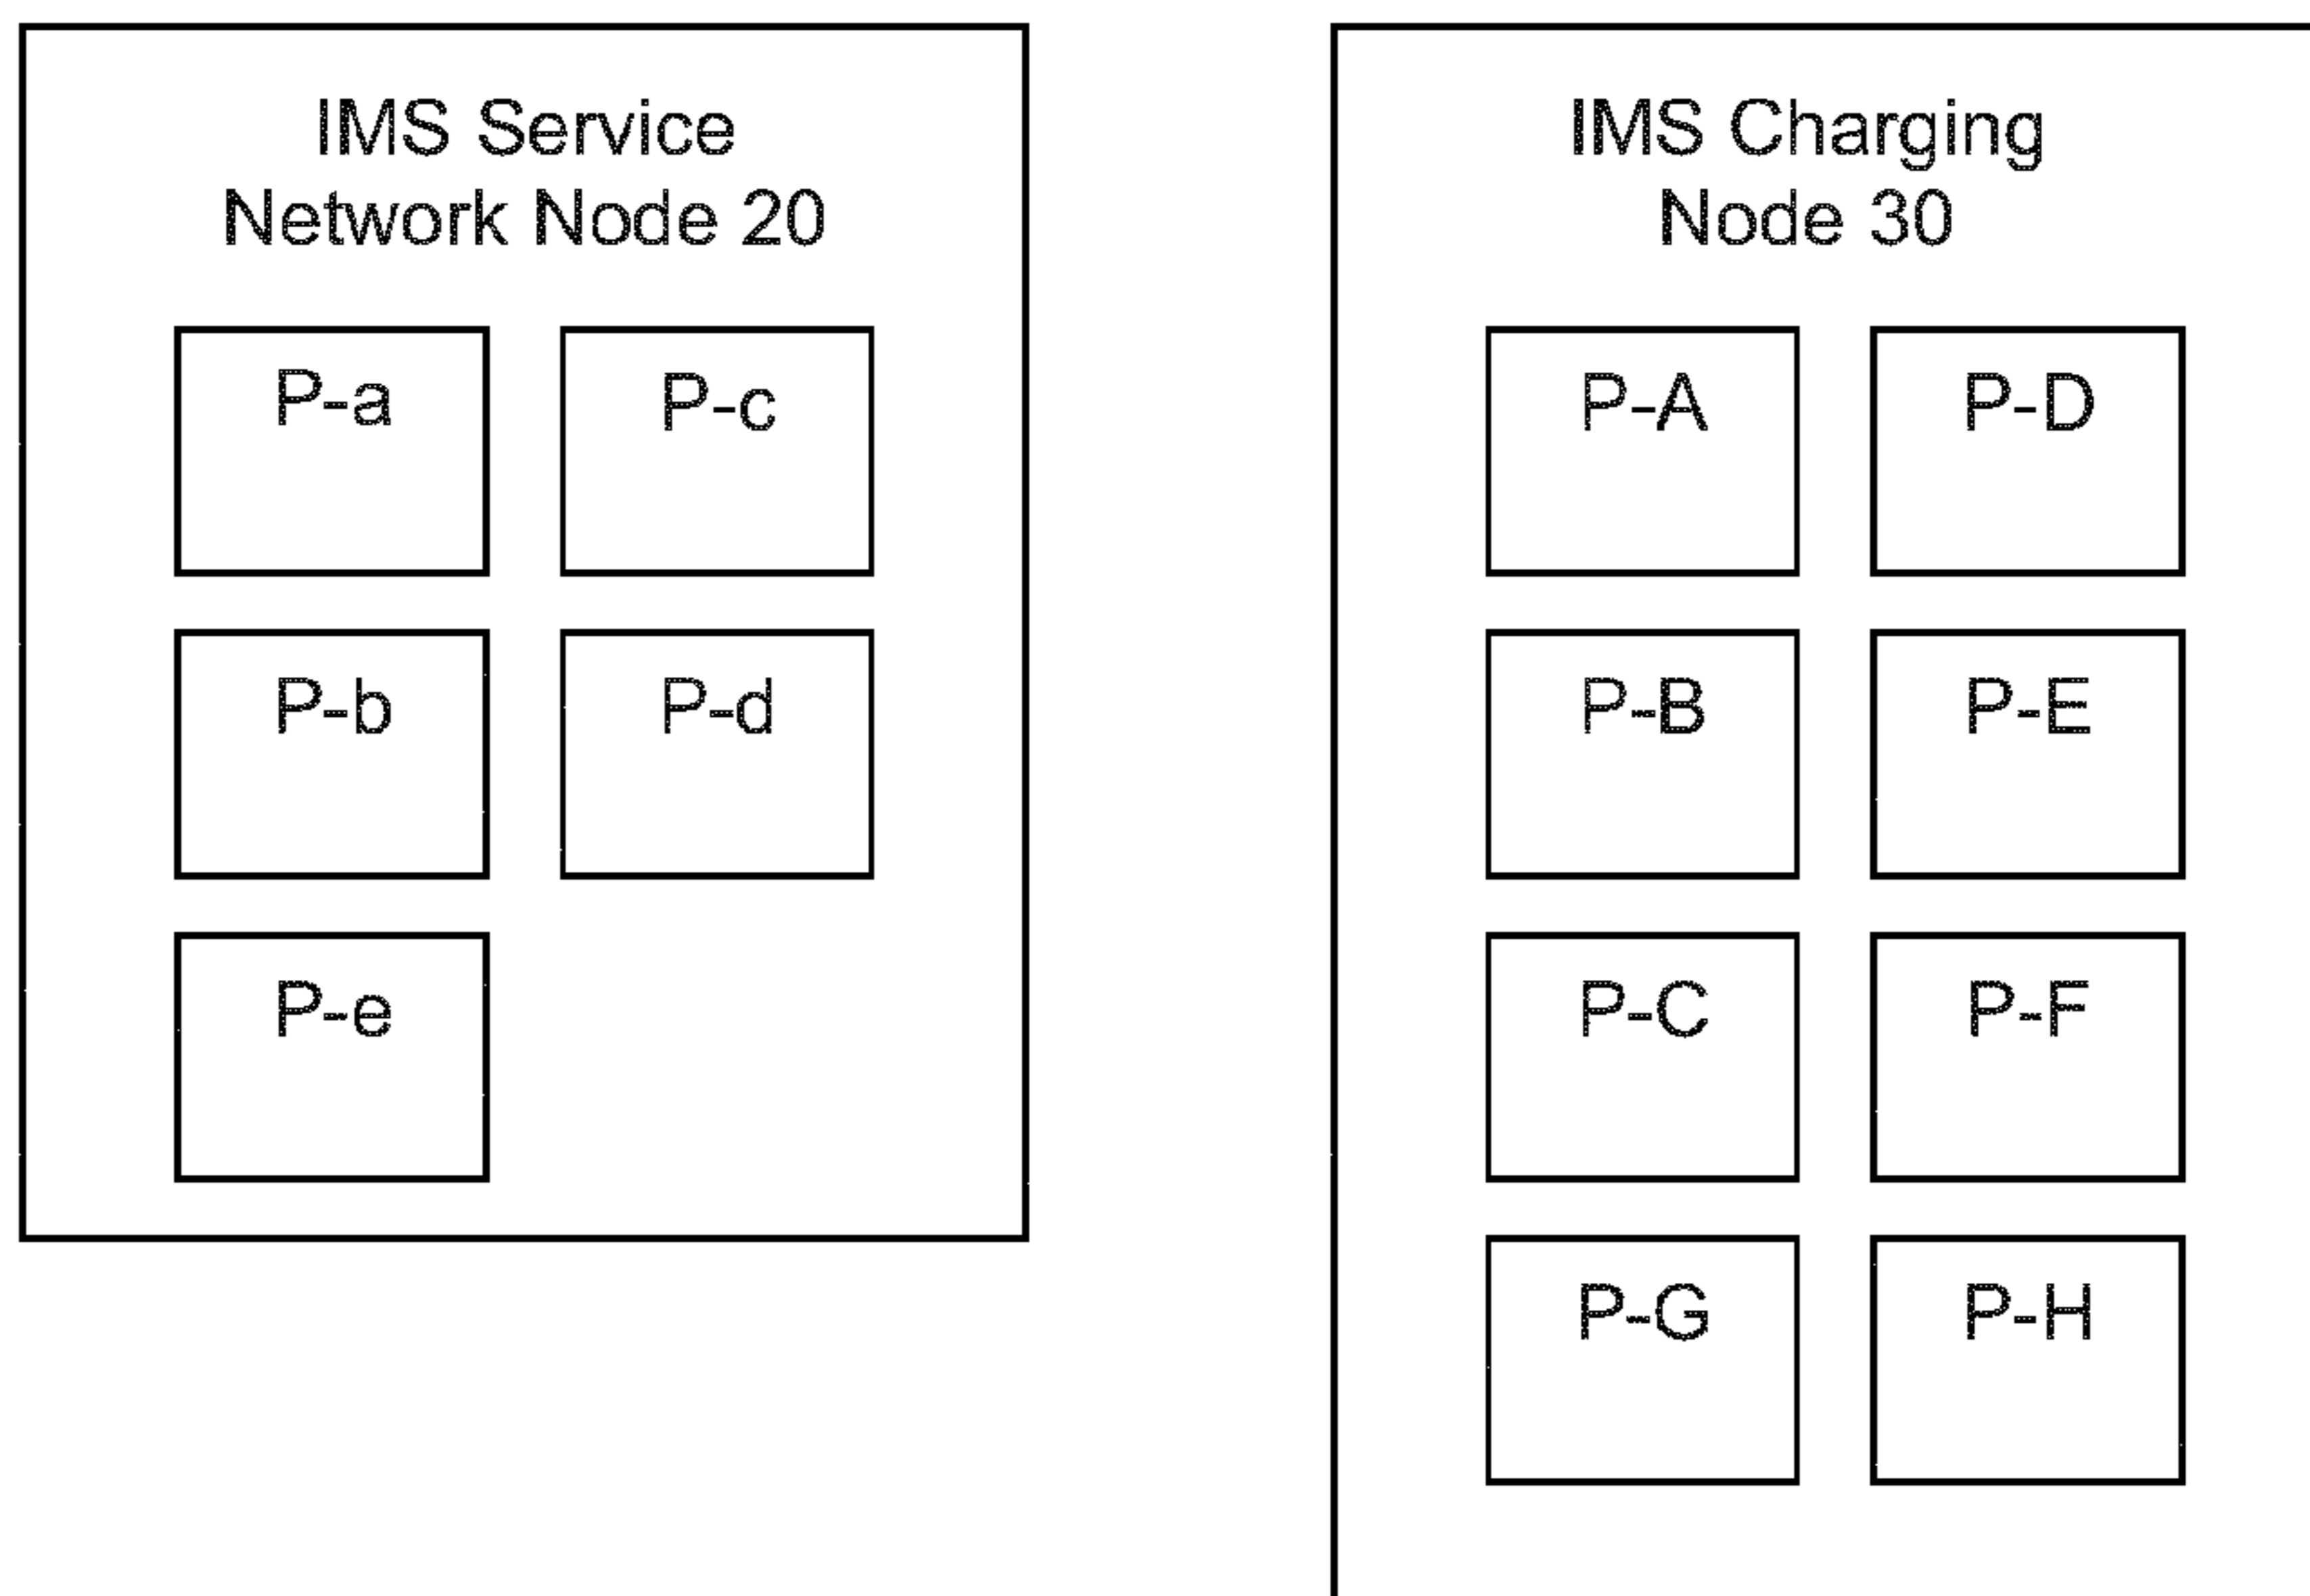 IMS Service
Network Node 20
P-a
P-c
P-b
P-d
P-e
IMS Charging
Node 30
P-A
P-D
P-B
P-E
P-C
P-F
P-G
P-H